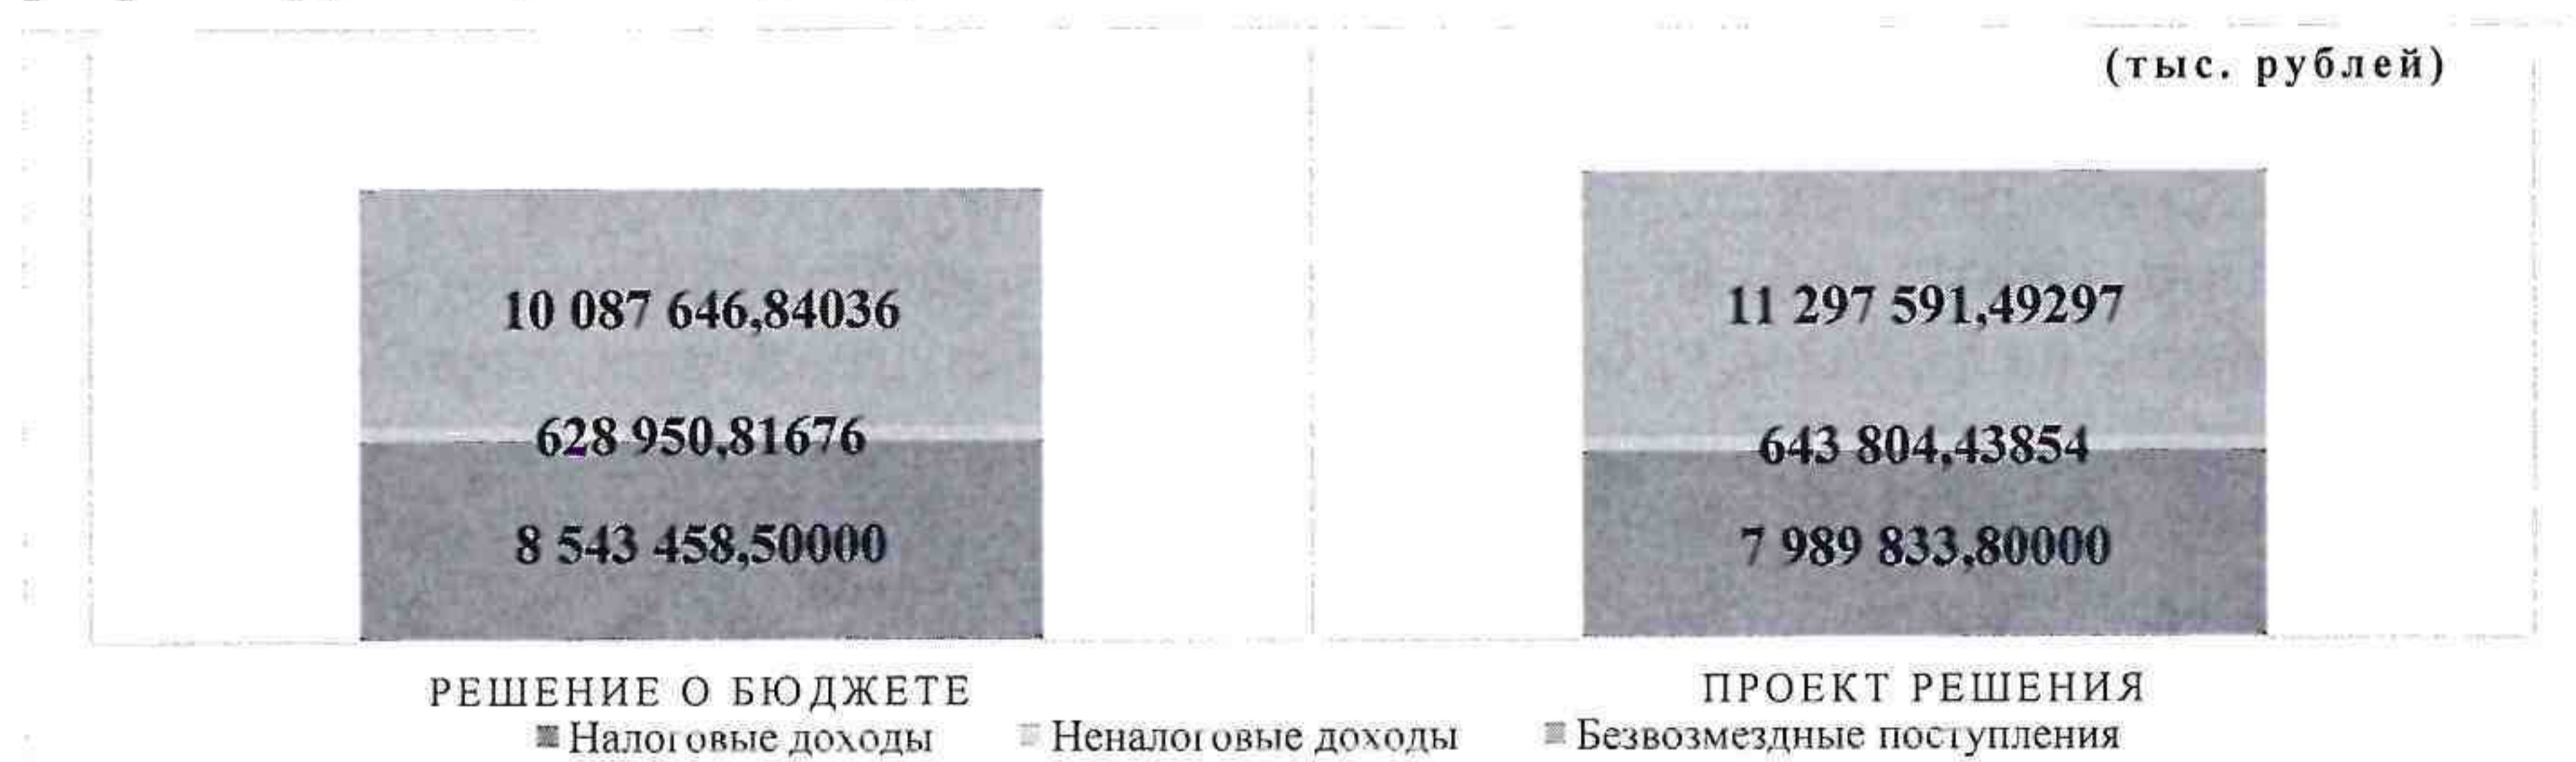 (тыс. рублей)
10 087 646,84036
11 297 591,49297
628 950,81676
643 804,43854
8 543 458,50000
7 989 833,80000
РЕШЕНИЕ О БЮДЖЕТЕ
ПРОЕКТ РЕШЕНИЯ
Налоговые доходы
Неналоговые доходы
Безвозмездные поступления